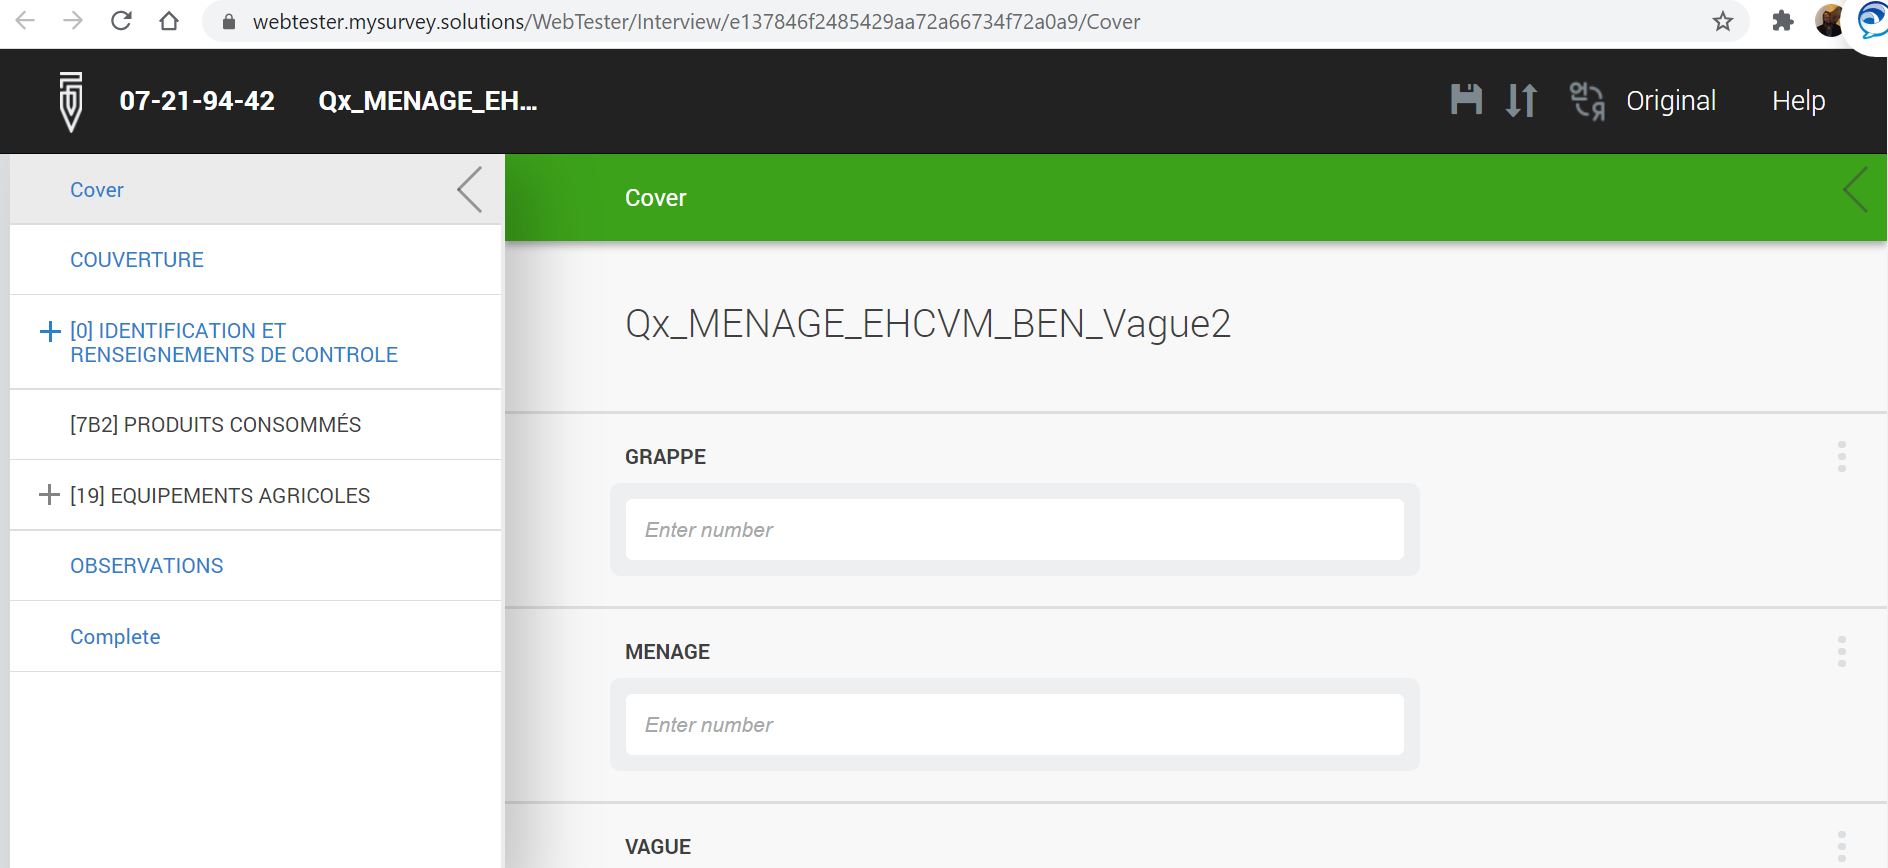 webtester.mysurvey.solutions/WebTester/Interview/e137846f2485429aa72a66734f72a0a9/Cover
07-21-94-42 Qx_MENAGE_EH... Original Help
Cover
COUVERTURE
[0] IDENTIFICATION ET
RENSEIGNEMENTS DE CONTROLE
[7B2] PRODUITS CONSOMMÉS
[19] EQUIPEMENTS AGRICOLES
OBSERVATIONS
Complete
Cover
Qx_MENAGE_EHCVM_BEN_Vague2
GRAPPE
Enter number
MENAGE
Enter number
VAGUE